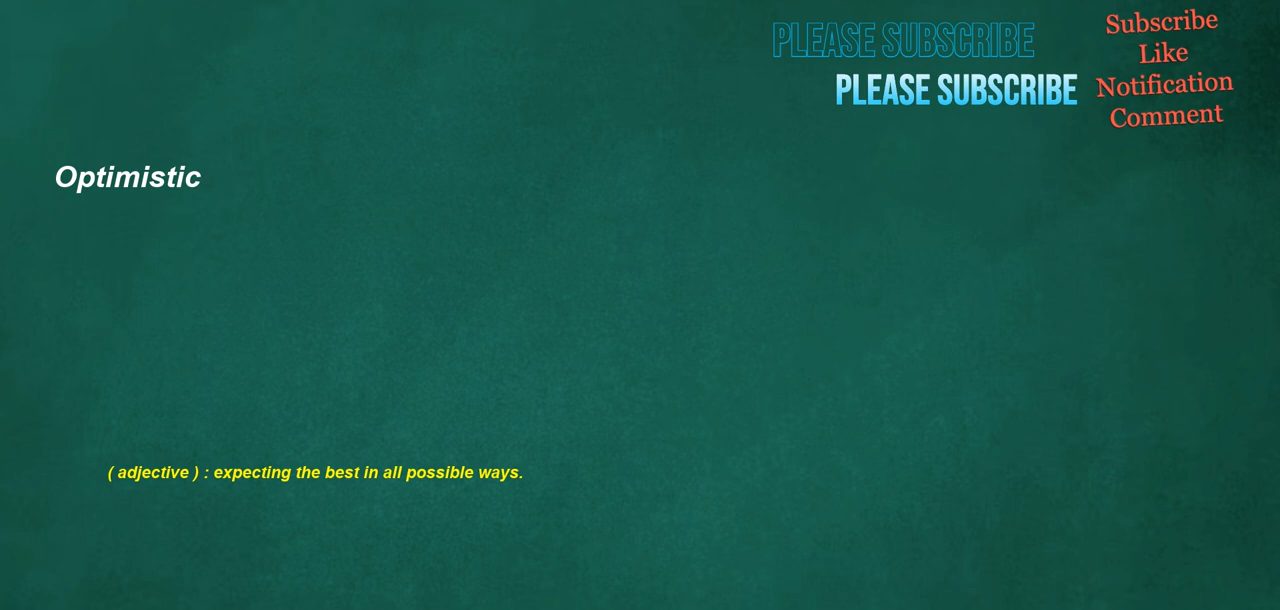 PLEASE SUBSCRIBE
PLEASE SUBSCRIBE
Subscribe
Like
Notification
Comment
Optimistic
( adjective ) : expecting the best in all possible ways.